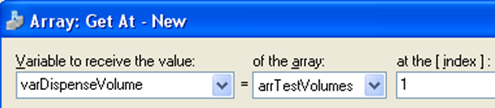 Array: Get At - New
Variable to receive the value: of the array: at the [ index ] :
varDispenseVolume = arrTestVolumes 1